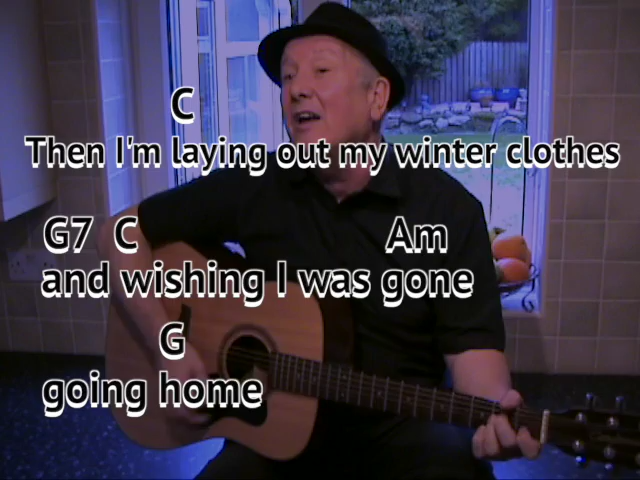 C
Then I'm laying out my winter clothes
G7 C Am
and wishing I was gone
G
going home